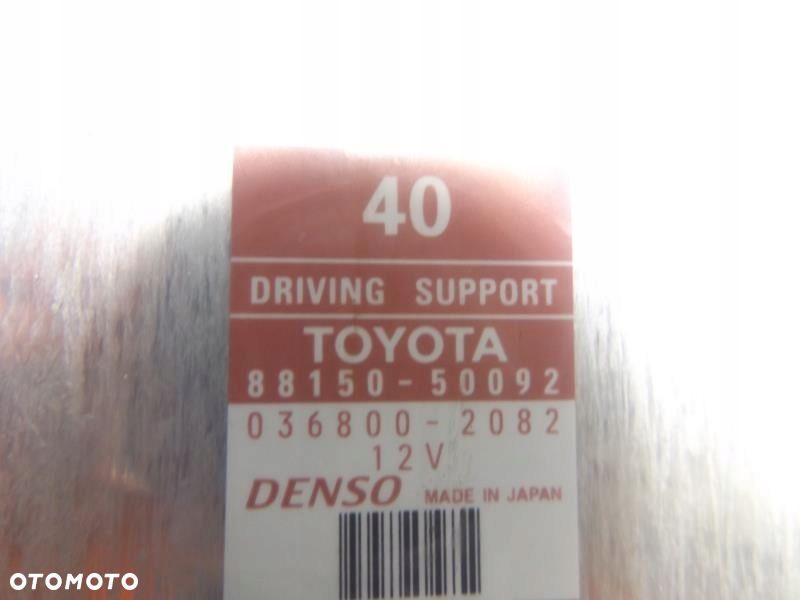 40
DRIVING SUPPORT
TOYOTA
88150-50092
036800-2082
12V
DENSO MADE IN JAPAN
OTOMOTO